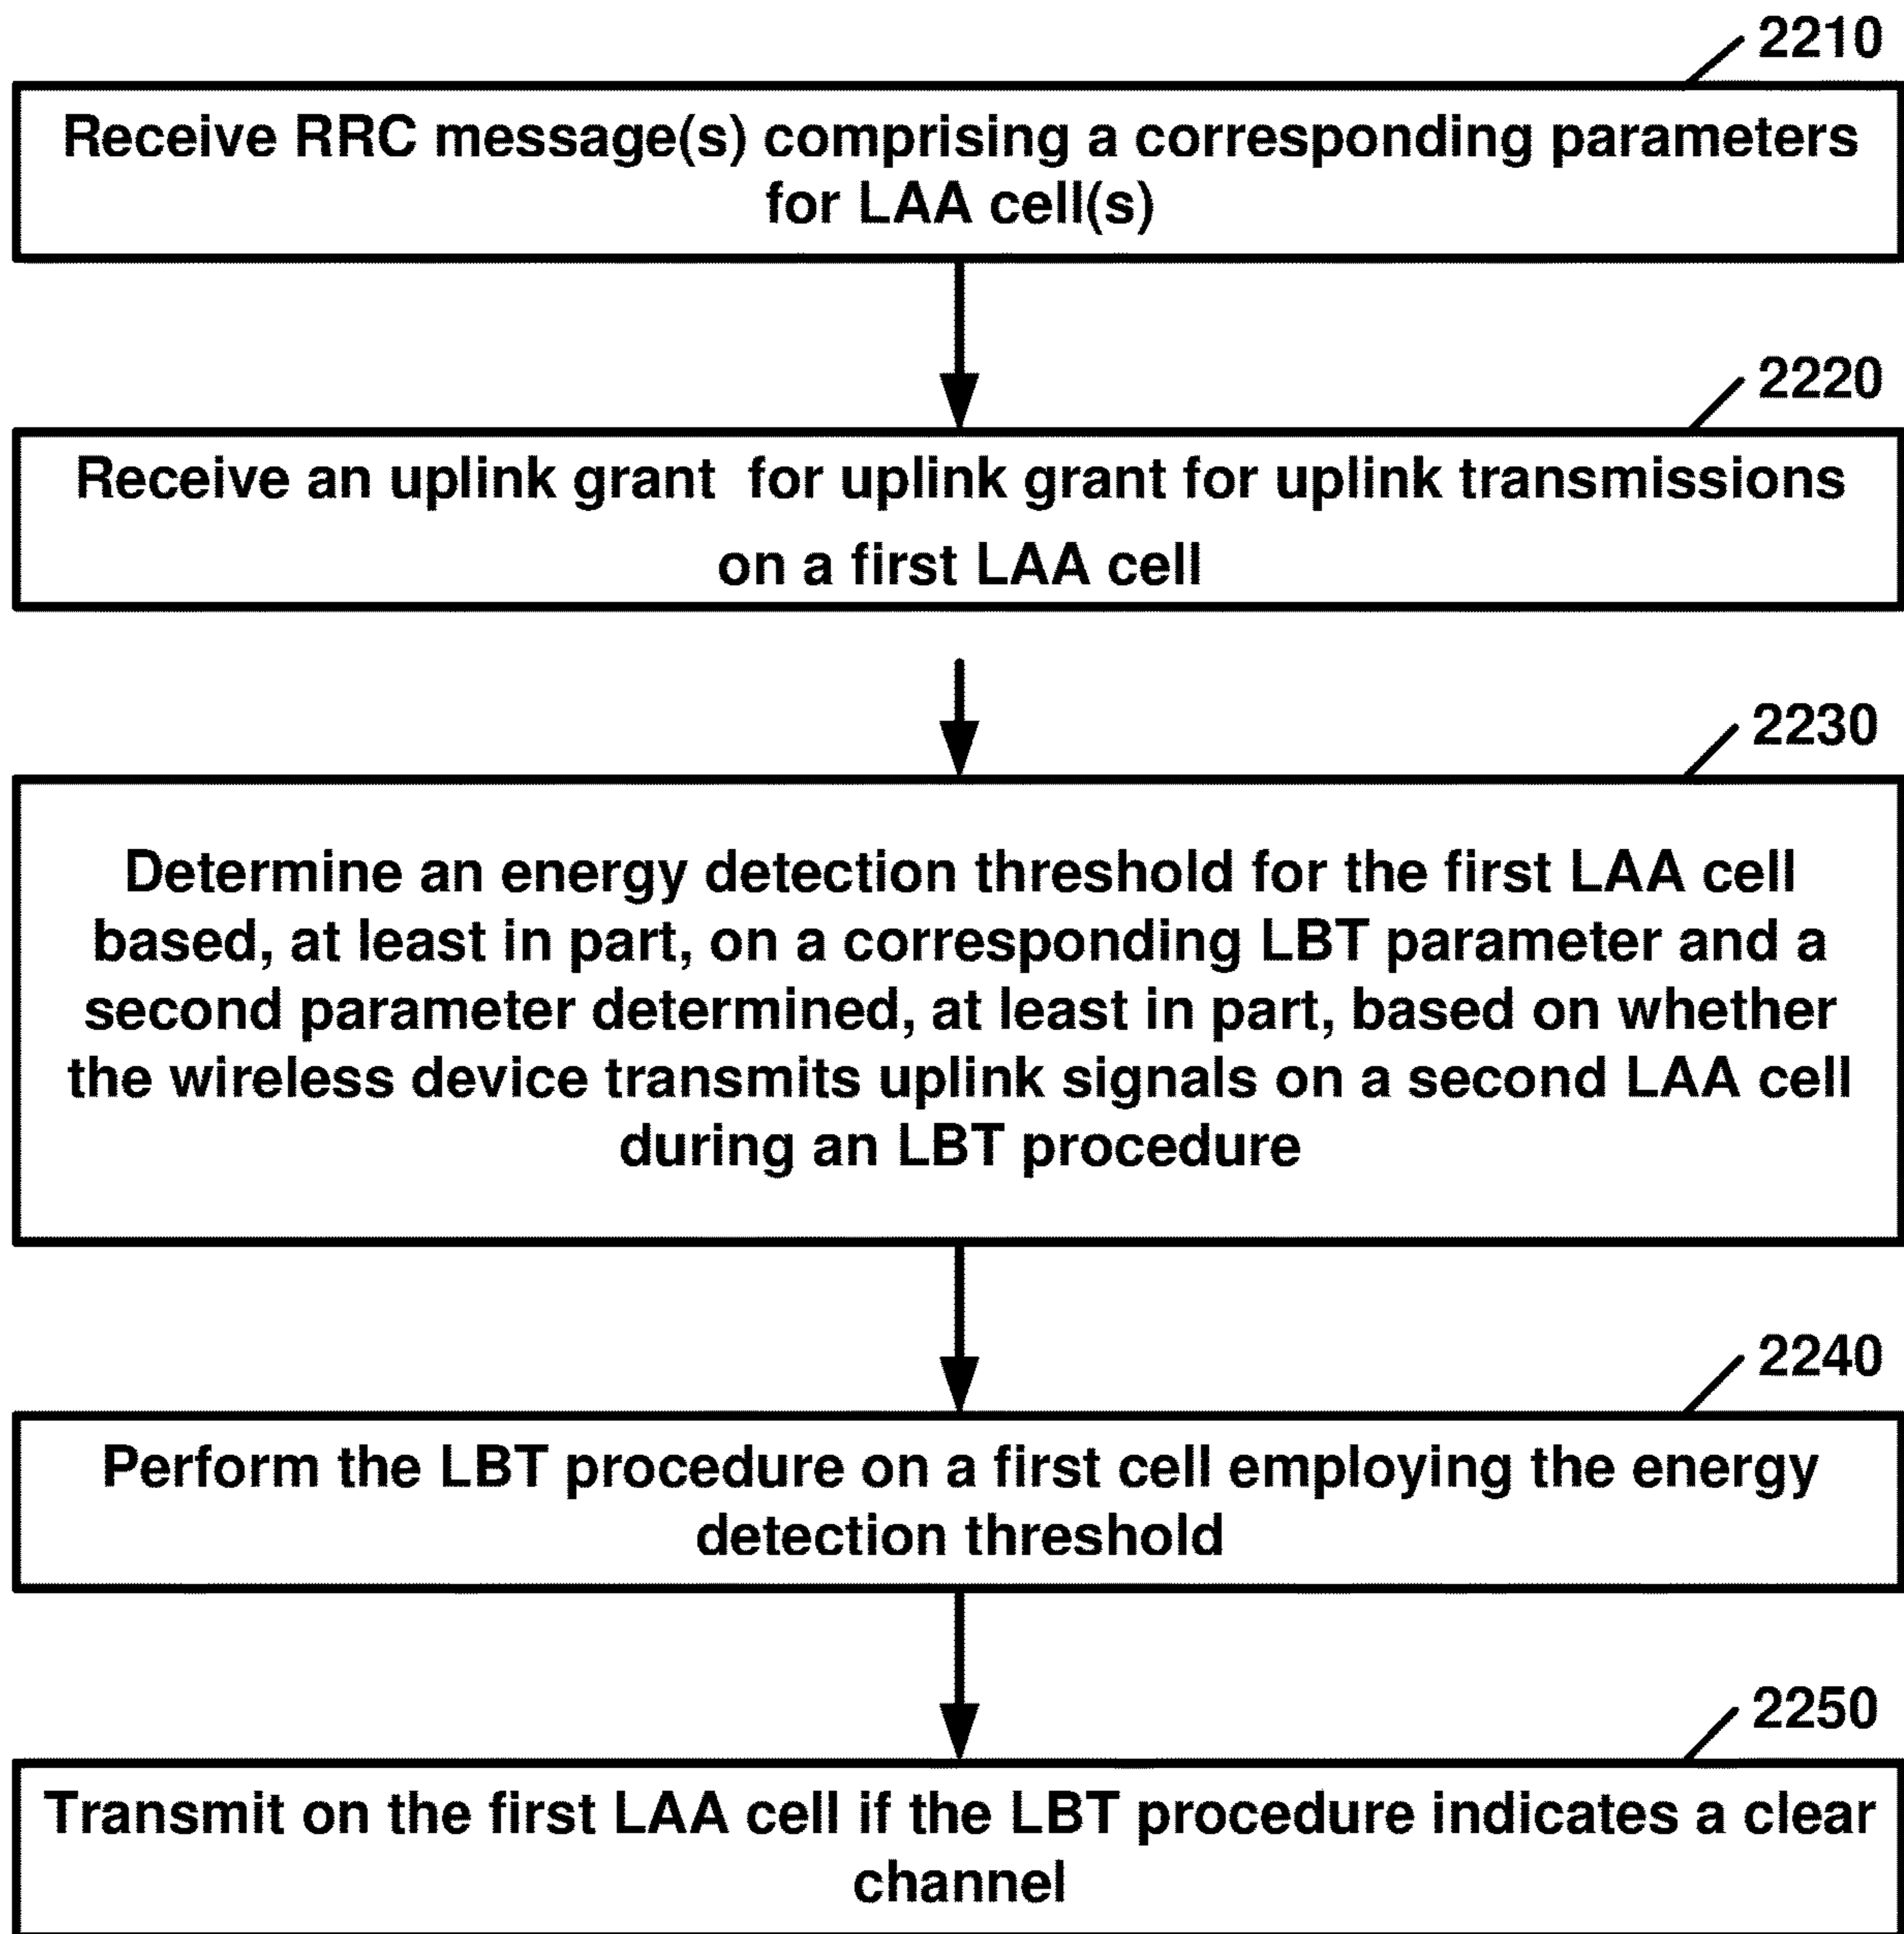 2210
Receive RRC message(s) comprising a corresponding parameters
for LAA cell(s)
2220
Receive an uplink grant for uplink grant for uplink transmissions
on a first LAA cell
2230
Determine an energy detection threshold for the first LAA cell
based, at least in part, on a corresponding LBT parameter and a
second parameter determined, at least in part, based on whether
the wireless device transmits uplink signals on a second LAA cell
during an LBT procedure
2240
Perform the LBT procedure on a first cell employing the energy
detection threshold
2250
Transmit on the first LAA cell if the LBT procedure indicates a clear
channel